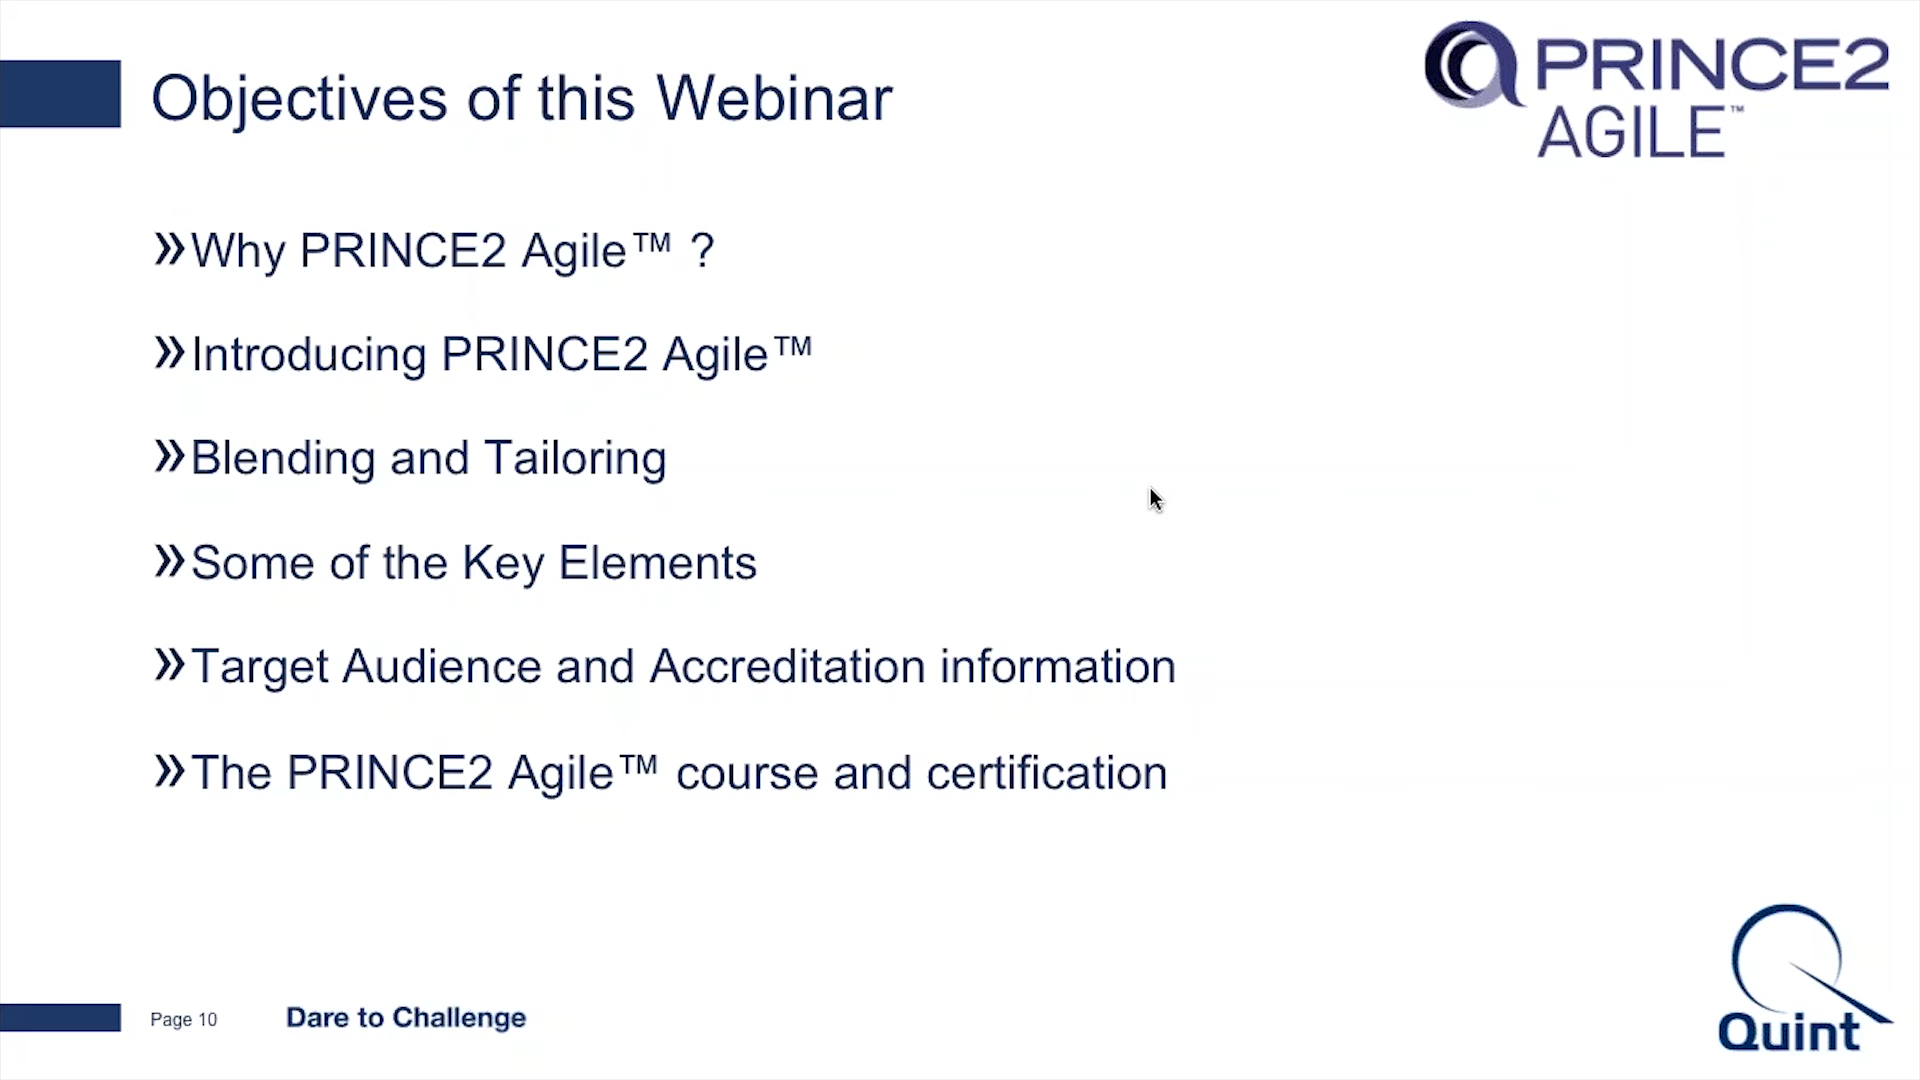 Objectives of this Webinar
PRINCE2
AGILE™
»Why PRINCE2 Agile™ ?
»Introducing PRINCE2 Agile™
»Blending and Tailoring
»Some of the Key Elements
»Target Audience and Accreditation information
»The PRINCE2 Agile™ course and certification
Page 10
Dare to Challenge
Quint